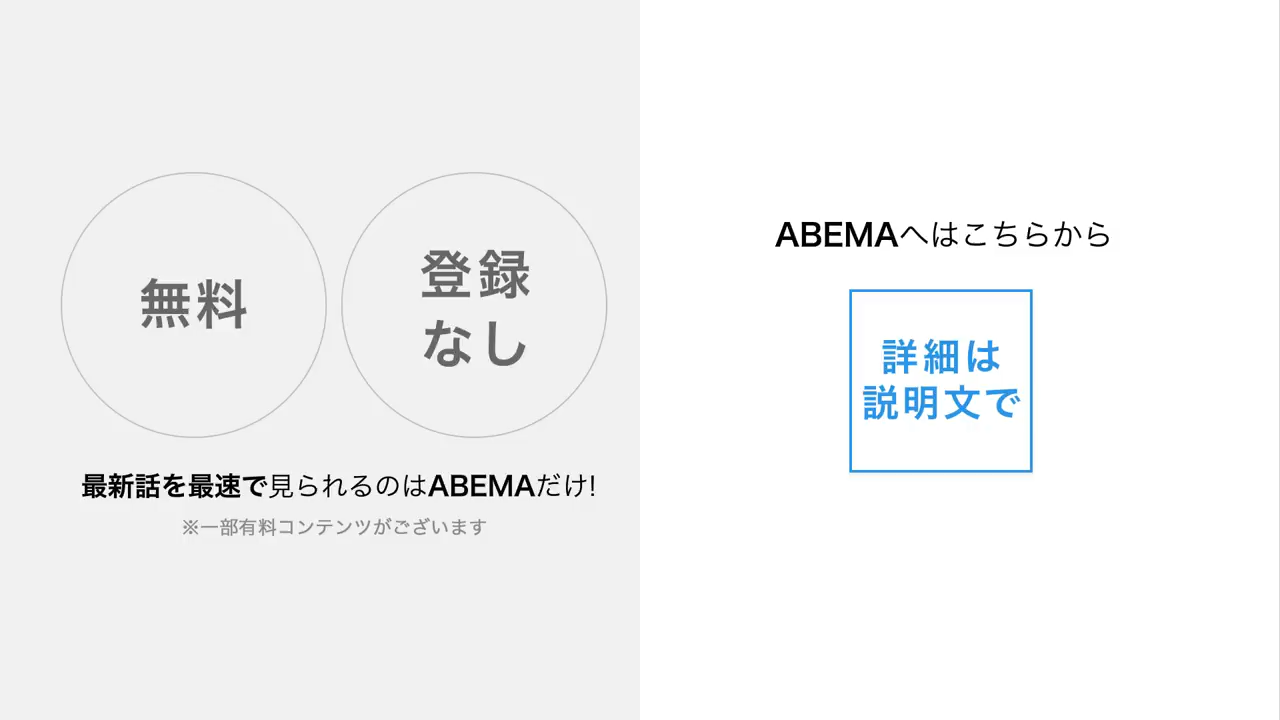 無料
登録
なし
最新話を最速で見られるのはABEMAだけ!
※一部有料コンテンツがございます
ABEMAへはこちらから
詳細は
説明文で